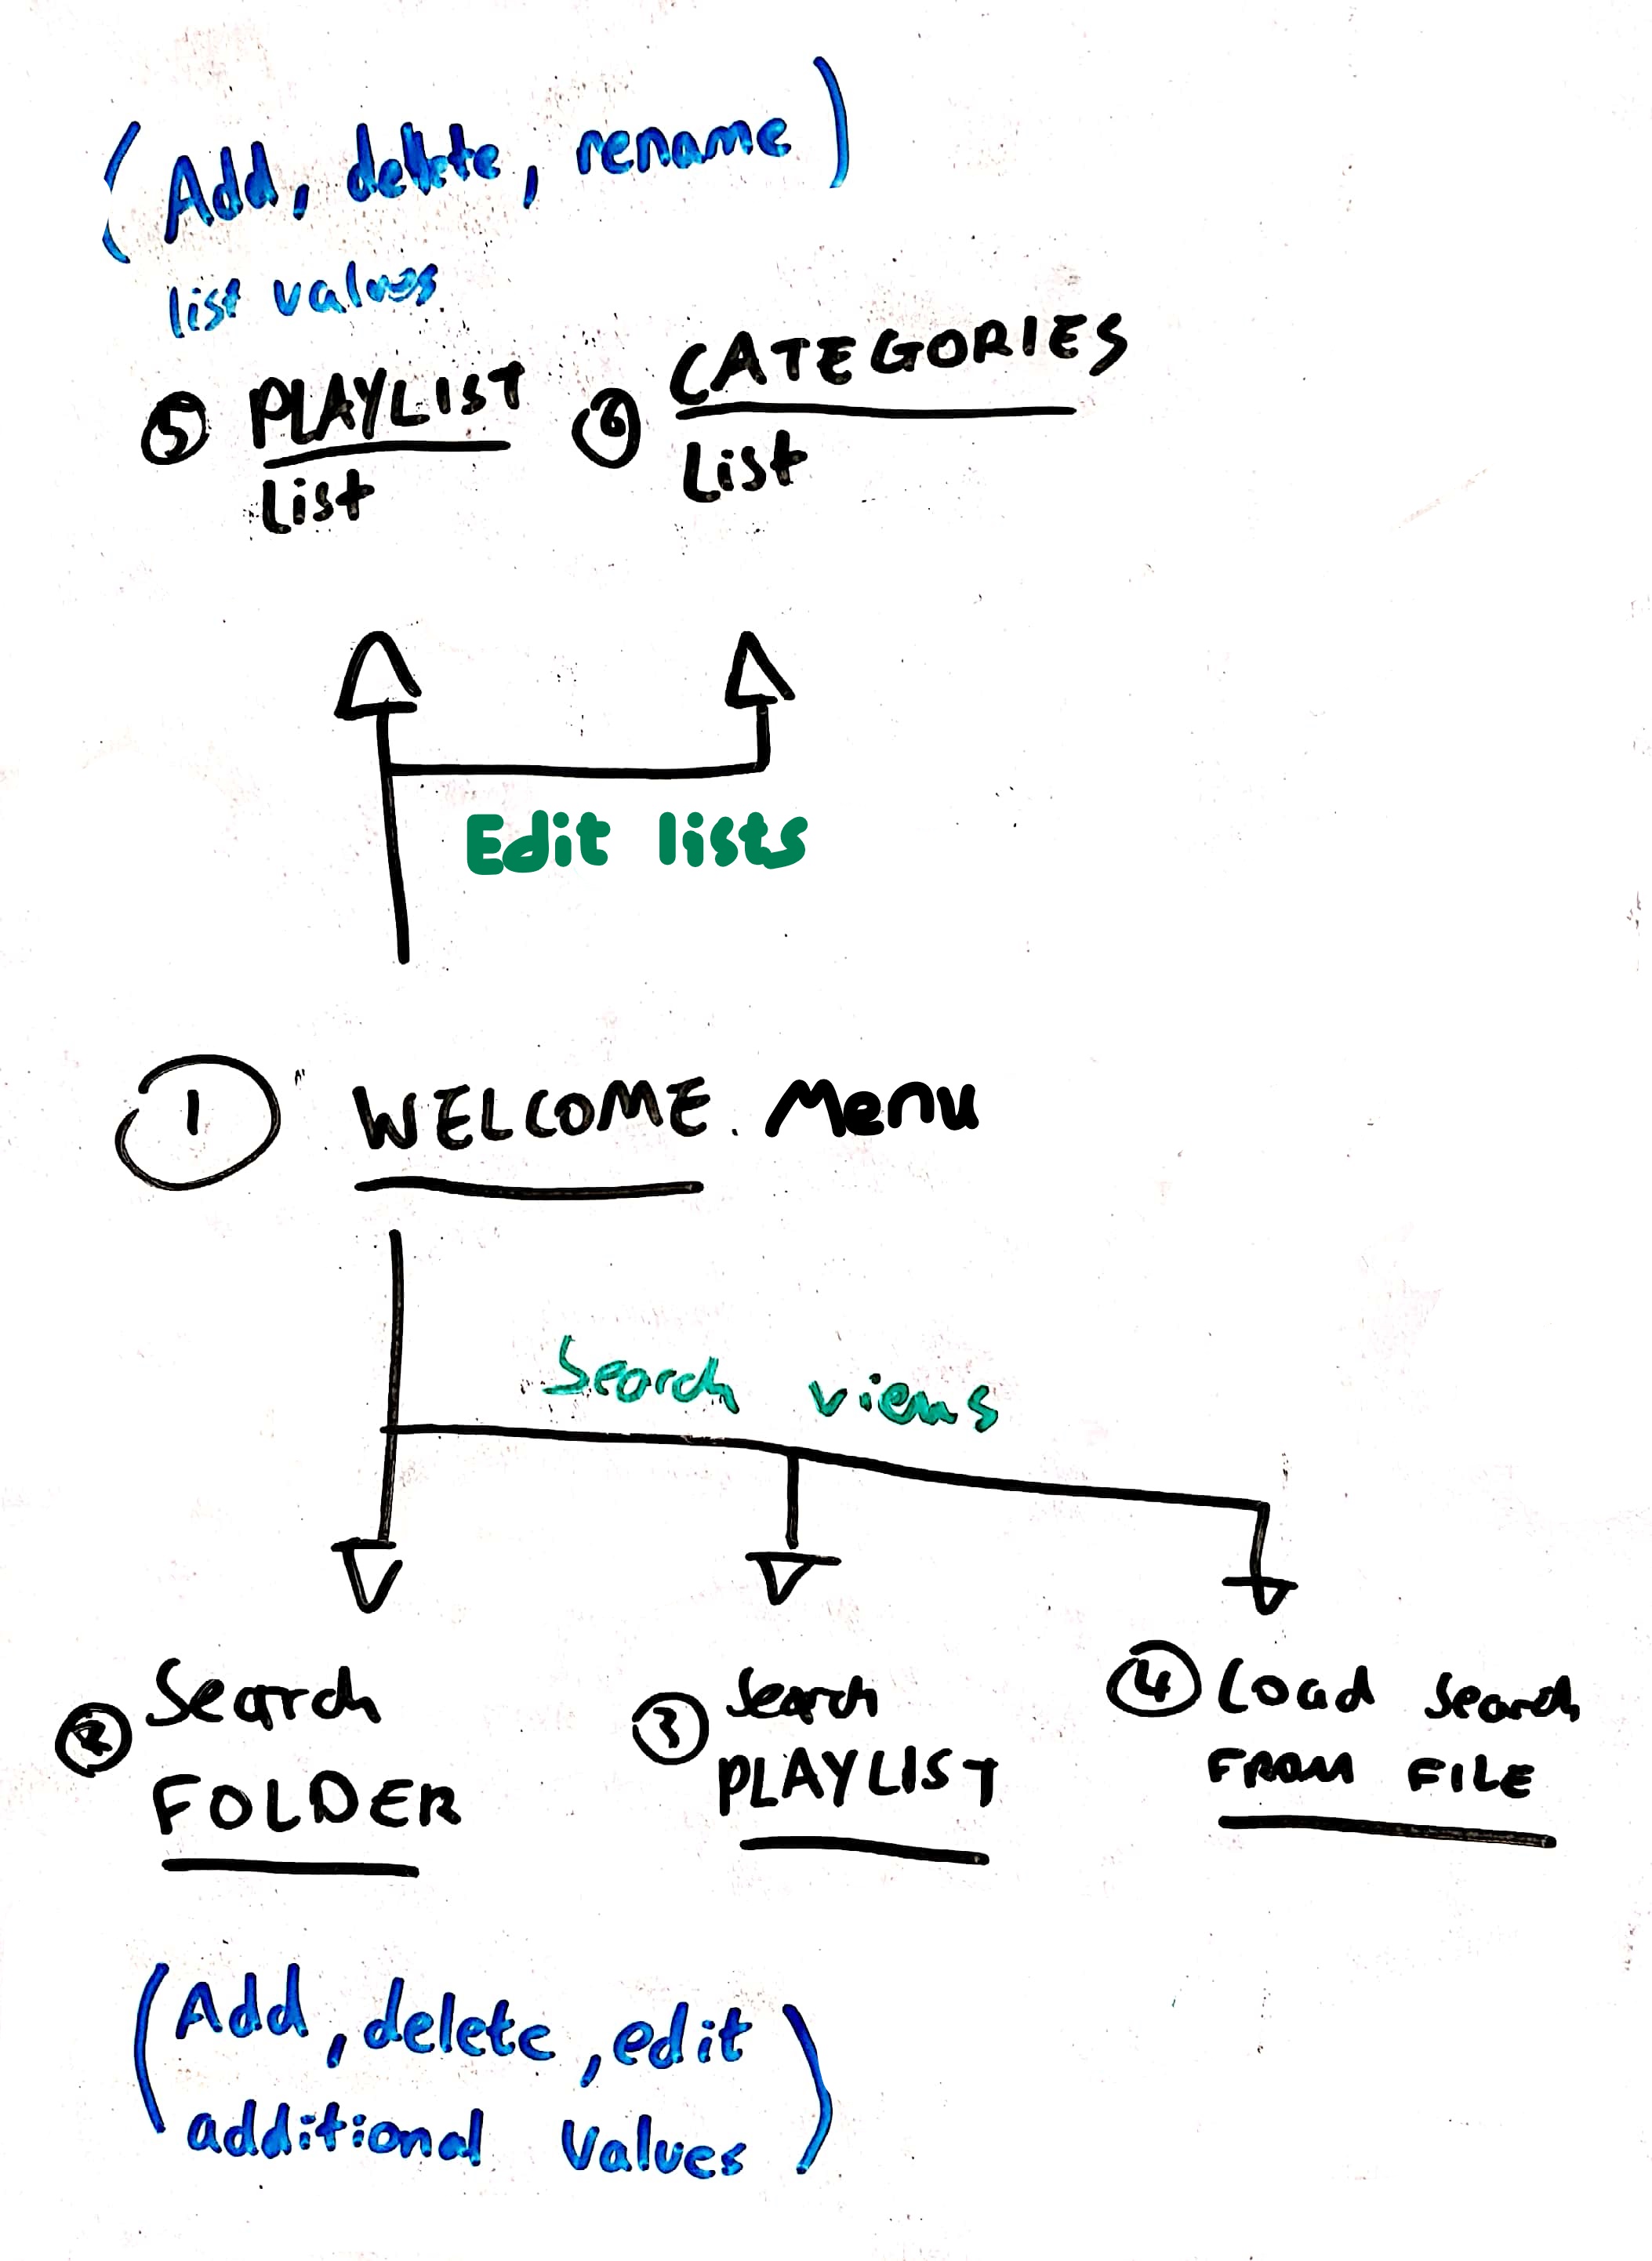 (Add, delete, rename)
list values
⑤ PLAYLIST
List
⑥ CATEGORIES
List
Edit lists
① WELCOME Menu
Search views
② Search
FOLDER
③ Search
PLAYLIST
④ Load Search
FROM FILE
(Add, delete, edit
additional values)